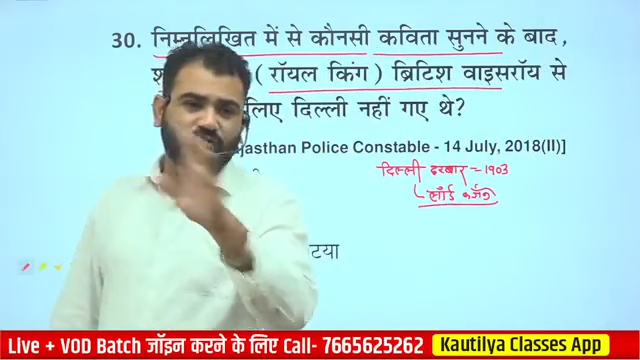 30. निम्नलिखित में से कौनसी कविता सुनने के बाद,
( रॉयल किंग ) ब्रिटिश वाइसरॉय से
लिए दिल्ली नहीं गए थे?
Police Constable - 14 July, 2018(II)]
दिल्ली दरबार = 1903
लॉर्ड कर्जन
टया
Live + VOD Batch जॉइन करने के लिए Call- 7665625262 Kautilya Classes App